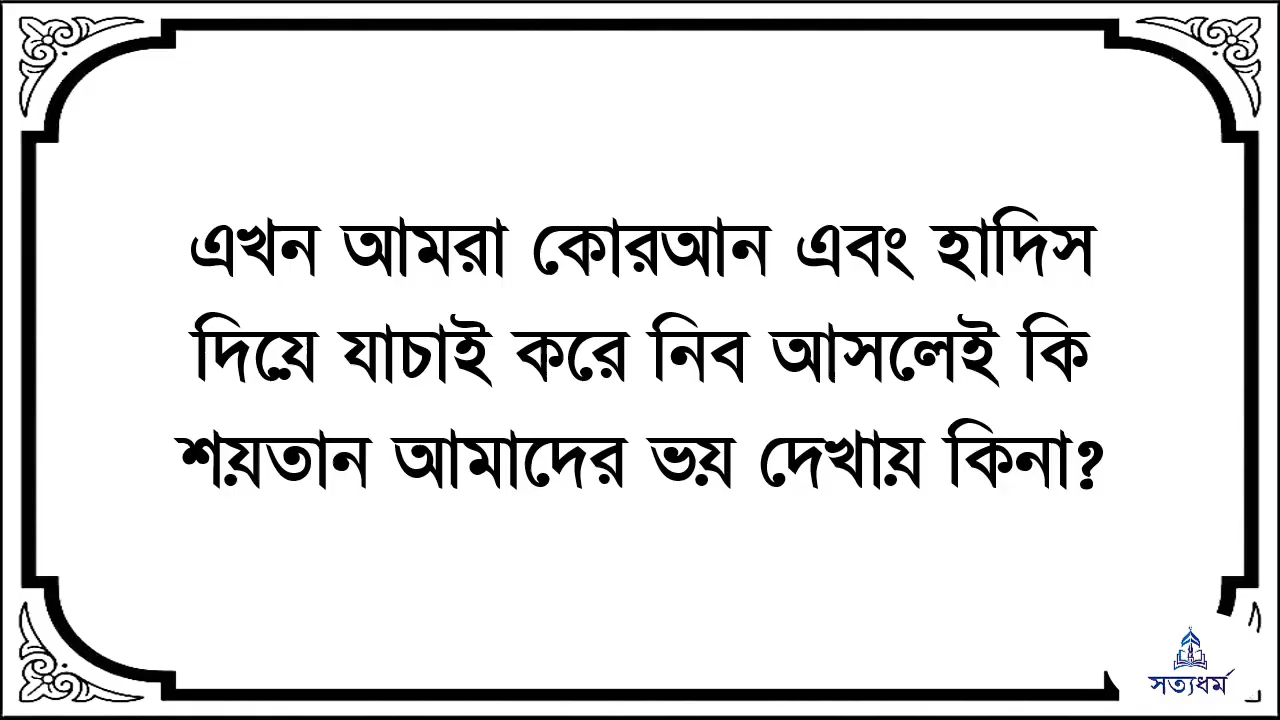 এখন আমরা কোরআন এবং হাদিস
দিয়ে যাচাই করে নিব আসলেই কি
শয়তান আমাদের ভয় দেখায় কিনা?
সত্যধর্ম